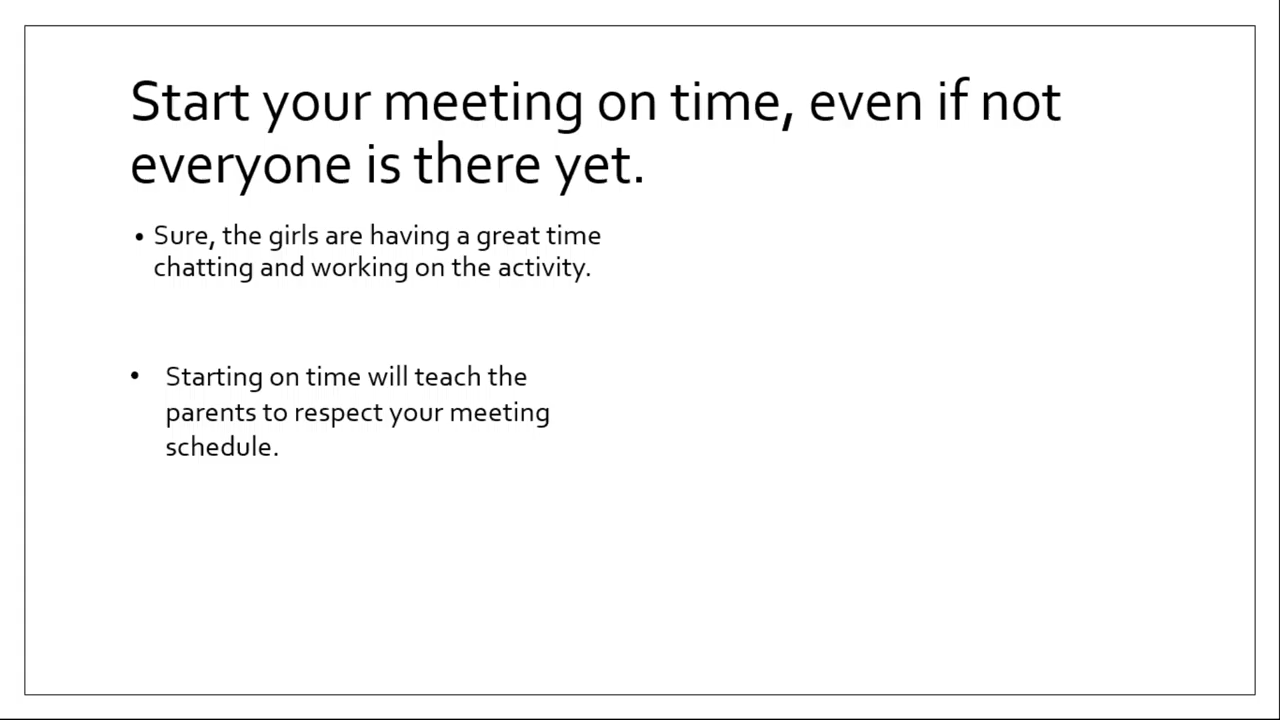 Start your meeting on time, even if not
everyone is there yet.
• Sure, the girls are having a great time
chatting and working on the activity.
• Starting on time will teach the
parents to respect your meeting
schedule.